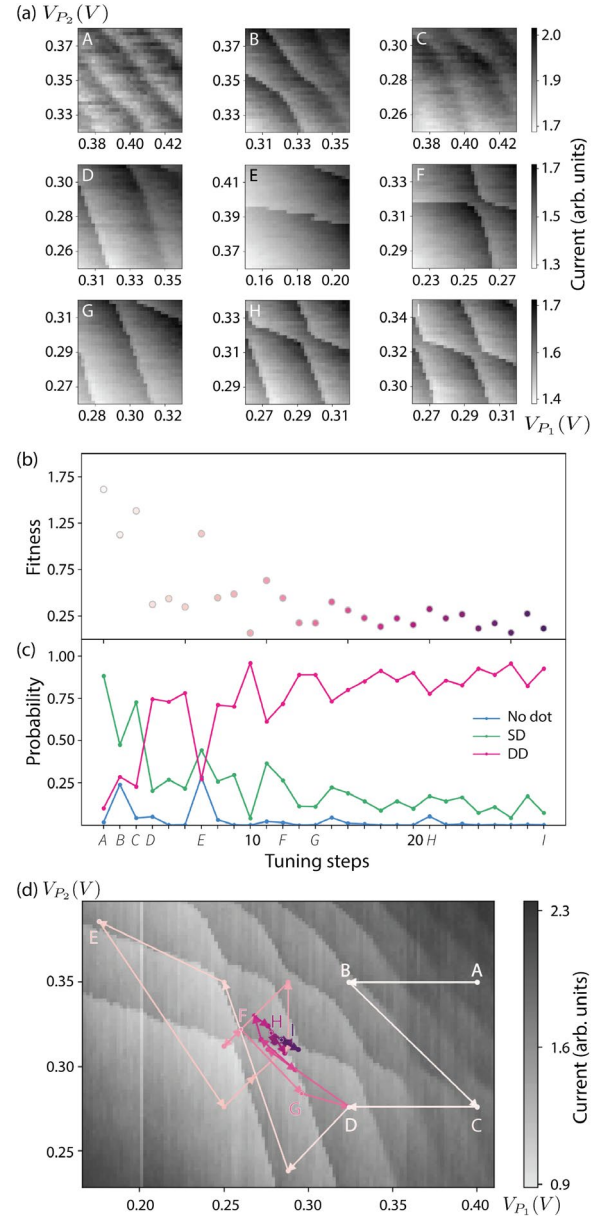 (a) V_P₂(V)
A
B
C
0.37
0.35
0.33
0.37
0.35
0.33
0.30
0.28
0.26
2.0
1.9
1.8
1.7
0.38 0.40 0.42
0.31 0.33 0.35
0.38 0.40 0.42
D
E
F
0.30
0.28
0.26
0.41
0.39
0.37
0.33
0.31
0.29
1.7
1.6
1.5
1.4
1.3
0.31 0.33 0.35
0.16 0.18 0.20
0.23 0.25 0.27
Current (arb. units)
G
H
I
0.31
0.29
0.27
0.33
0.31
0.29
0.34
0.32
0.30
1.7
1.6
1.5
1.4
0.28 0.30 0.32
0.27 0.29 0.31
0.27 0.29 0.31
V_P₁(V)
(b)
Fitness
1.75
1.25
0.75
0.25
(c)
Probability
1.00
0.75
0.50
0.25
No dot
SD
DD
A B C D E 10 F G 20 H I
Tuning steps
(d) V_P₂(V)
E
B
A
F
H
I
G
D
C
0.35
0.30
0.25
0.20 0.25 0.30 0.35 0.40
2.3
1.6
0.9
Current (arb. units)
V_P₁(V)